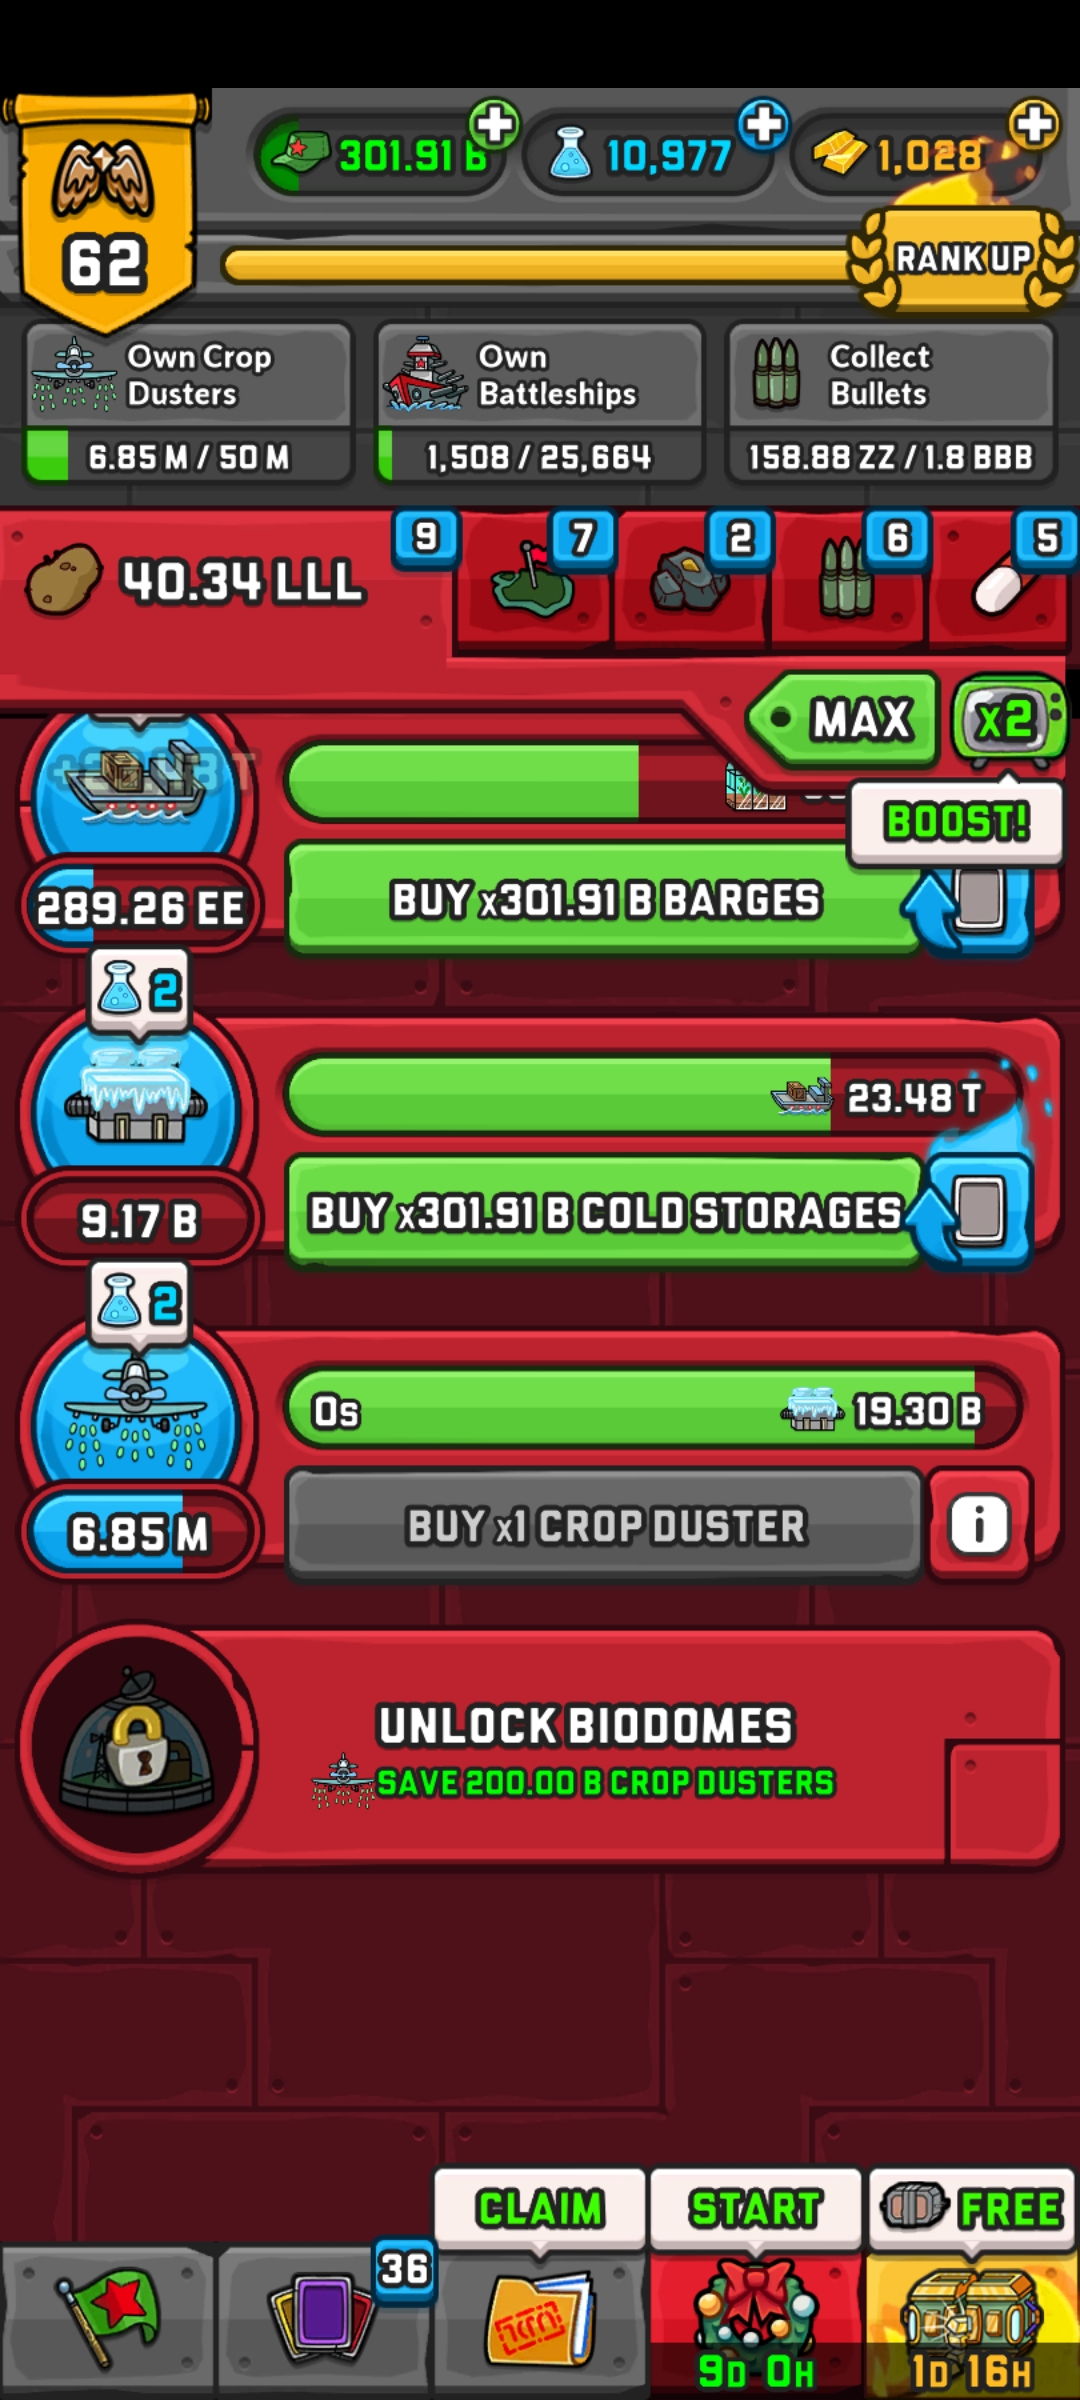 301.91 B
10,977
1,028
62
RANK UP
Own Crop
Dusters
6.85 M / 50 M
Own
Battleships
1,508 / 25,664
Collect
Bullets
158.88 ZZ / 1.8 BBB
40.34 LLL
9
7
2
6
5
MAX
x2
BOOST!
289.26 EE
BUY x301.91 B BARGES
2
23.48 T
9.17 B
BUY x301.91 B COLD STORAGES
2
0s
19.30 B
6.85 M
BUY x1 CROP DUSTER
i
UNLOCK BIODOMES
SAVE 200.00 B CROP DUSTERS
CLAIM
START
FREE
36
9D 0H
1D 16H